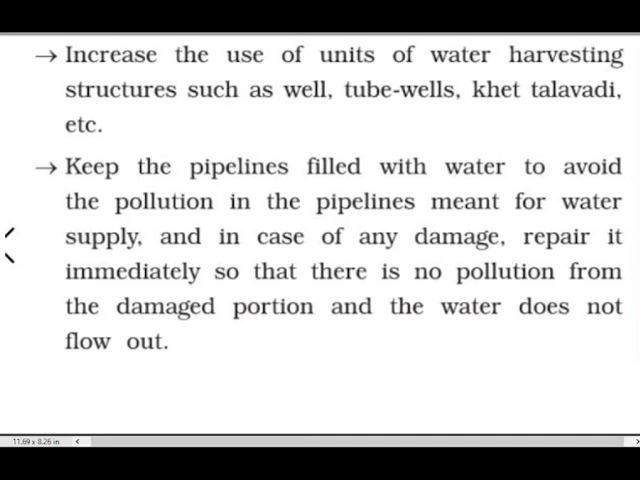 → Increase the use of units of water harvesting
structures such as well, tube-wells, khet talavadi,
etc.
→ Keep the pipelines filled with water to avoid
the pollution in the pipelines meant for water
supply, and in case of any damage, repair it
immediately so that there is no pollution from
the damaged portion and the water does not
flow out.
11.69 x 8.26 in